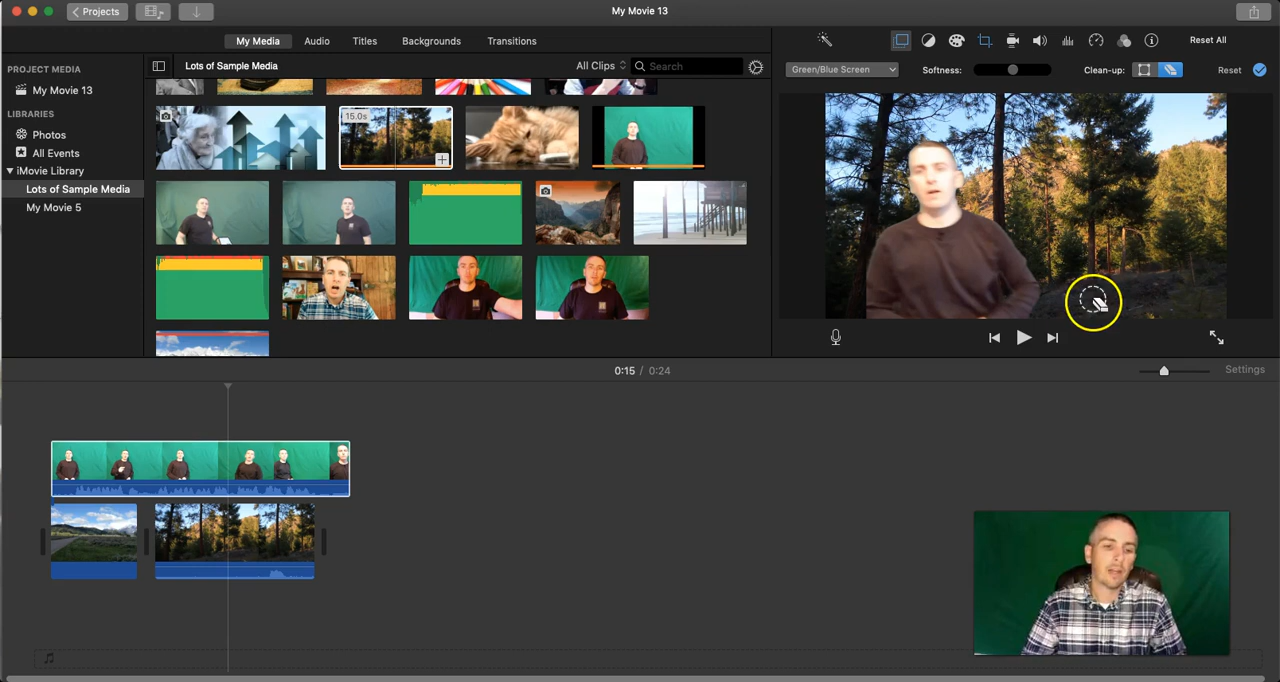 Projects
My Movie 13
My Media Audio Titles Backgrounds Transitions
Reset All
PROJECT MEDIA
Lots of Sample Media
All Clips
Search
Green/Blue Screen
Softness:
Clean-up:
Reset
My Movie 13
LIBRARIES
Photos
All Events
iMovie Library
Lots of Sample Media
My Movie 5
15.0s
0:15 / 0:24
Settings